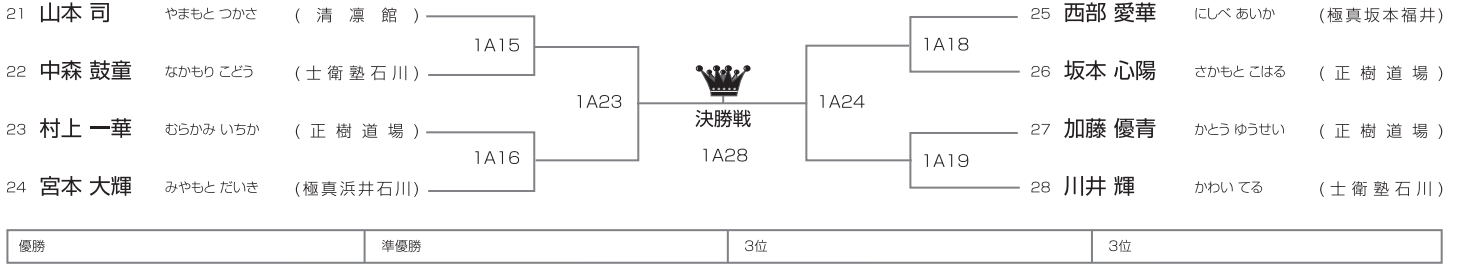 21 山本 司 やまもと つかさ (清凛館)
1A15
22 中森 鼓童 なかもり こどう (士衛塾石川)
1A23
23 村上 一華 むらかみ いちか (正樹道場)
1A16
24 宮本 大輝 みやもと だいき (極真浜井石川)
決勝戦
1A28
25 西部 愛華 にしべ あいか (極真坂本福井)
1A18
26 坂本 心陽 さかもと こはる (正樹道場)
1A24
27 加藤 優青 かとう ゆうせい (正樹道場)
1A19
28 川井 輝 かわい てる (士衛塾石川)
優勝 準優勝 3位 3位